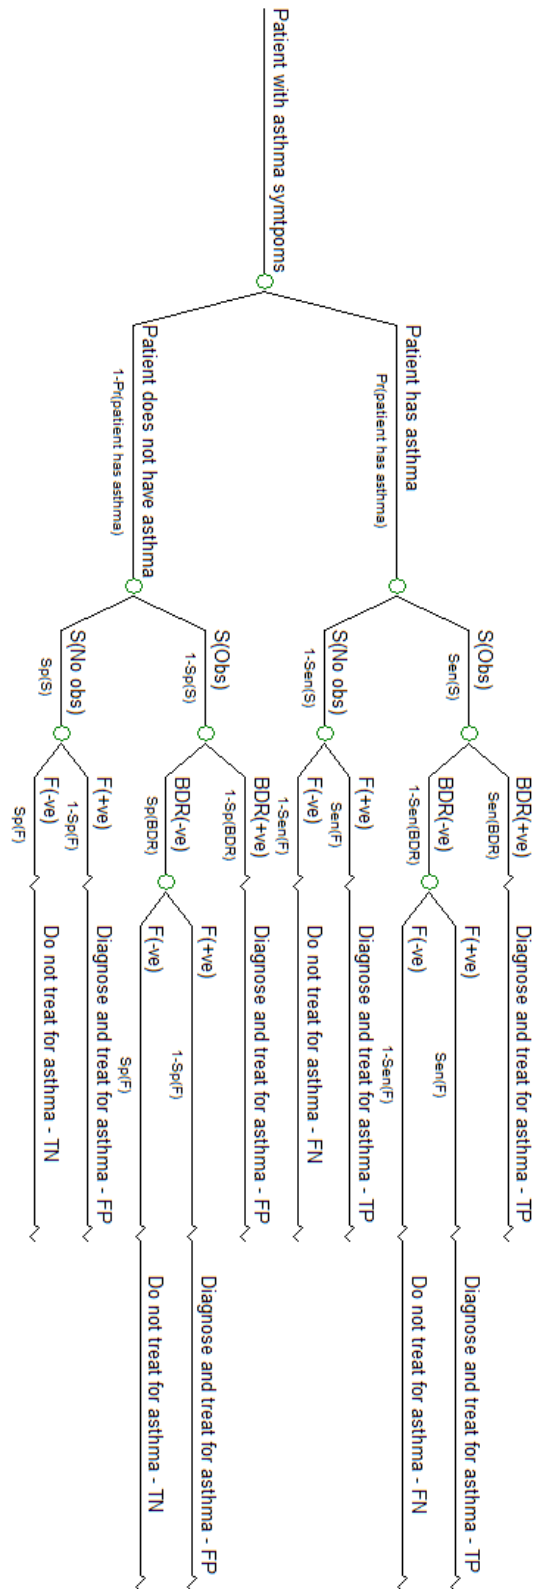 Patient with asthma symtpoms
Patient has asthma
Pr(patient has asthma)
S(Obs)
Sen(S)
BDR(+ve)
Sen(BDR)
Diagnose and treat for asthma - TP
BDR(-ve)
1-Sen(BDR)
F(+ve)
Sen(F)
Diagnose and treat for asthma - TP
F(-ve)
1-Sen(F)
Do not treat for asthma - FN
S(No obs)
1-Sen(S)
F(+ve)
Sen(F)
Diagnose and treat for asthma - TP
F(-ve)
1-Sen(F)
Do not treat for asthma - FN
Patient does not have asthma
1-Pr(patient has asthma)
S(Obs)
1-Sp(S)
BDR(+ve)
1-Sp(BDR)
Diagnose and treat for asthma - FP
BDR(-ve)
Sp(BDR)
F(+ve)
1-Sp(F)
Diagnose and treat for asthma - FP
F(-ve)
Sp(F)
Do not treat for asthma - TN
S(No obs)
Sp(S)
F(+ve)
1-Sp(F)
Diagnose and treat for asthma - FP
F(-ve)
Sp(F)
Do not treat for asthma - TN